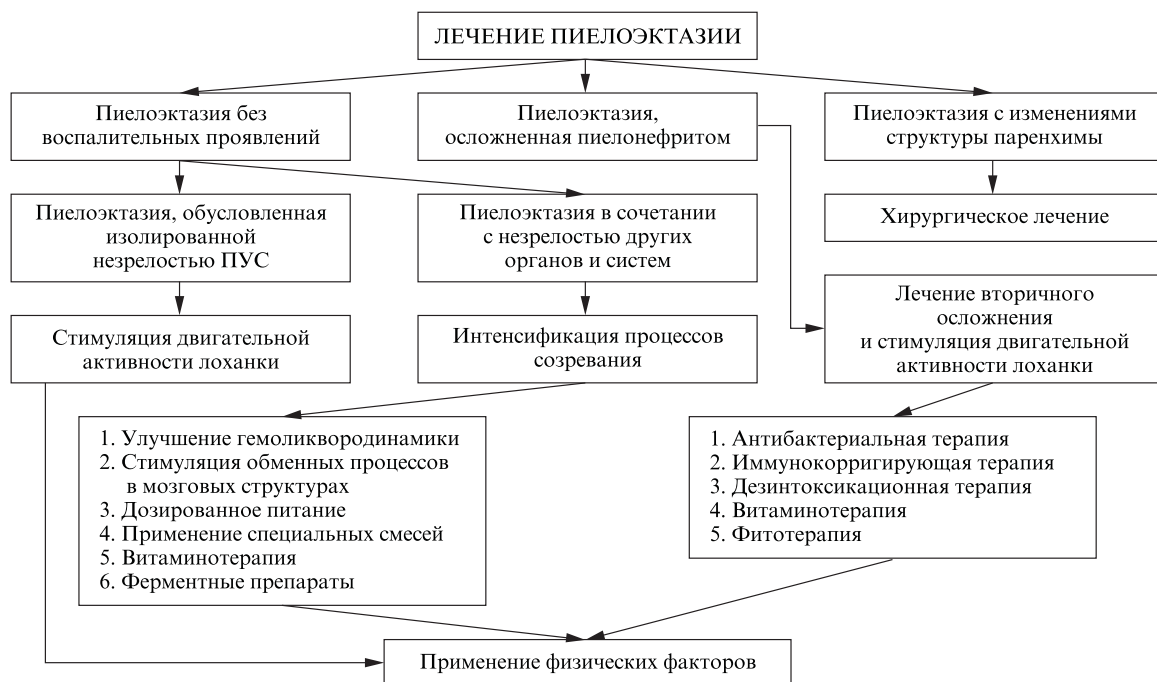 ЛЕЧЕНИЕ ПИЕЛОЭКТАЗИИ
Пиелоэктазия без
воспалительных проявлений
Пиелоэктазия,
осложненная пиелонефритом
Пиелоэктазия с изменениями
структуры паренхимы
Пиелоэктазия, обусловленная
изолированной
незрелостью ПУС
Пиелоэктазия в сочетании
с незрелостью других
органов и систем
Хирургическое лечение
Стимуляция двигательной
активности лоханки
Интенсификация процессов
созревания
Лечение вторичного
осложнения
и стимуляция двигательной
активности лоханки
1. Улучшение гемоликвородинамики
2. Стимуляция обменных процессов
в мозговых структурах
3. Дозированное питание
4. Применение специальных смесей
5. Витаминотерапия
6. Ферментные препараты
1. Антибактериальная терапия
2. Иммунокорригирующая терапия
3. Дезинтоксикационная терапия
4. Витаминотерапия
5. Фитотерапия
Применение физических факторов